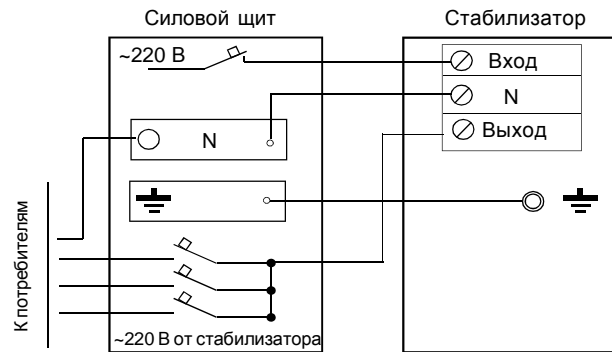 Силовой щит
Стабилизатор
~220 В
Вход
N
Выход
N
К потребителям
~220 В от стабилизатора